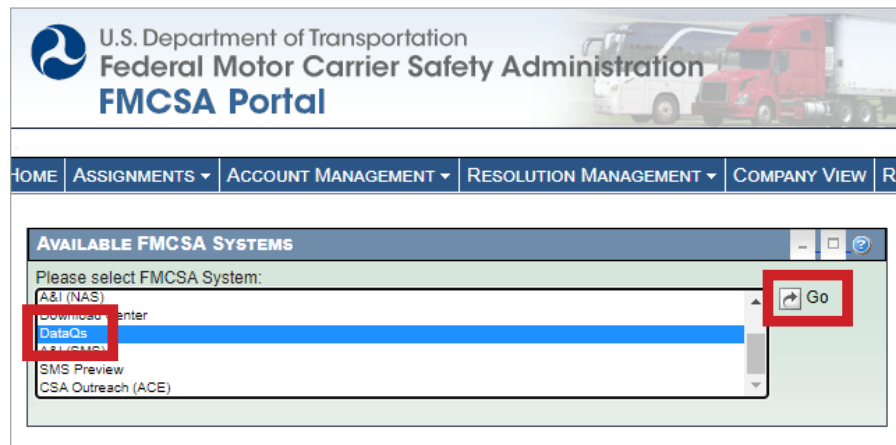 U.S. Department of Transportation
Federal Motor Carrier Safety Administration
FMCSA Portal
HOME ASSIGNMENTS ACCOUNT MANAGEMENT RESOLUTION MANAGEMENT COMPANY VIEW R
AVAILABLE FMCSA SYSTEMS
Please select FMCSA System:
A&I (NAS)
Go
Download Center
DataQs
A&I (SMS)
SMS Preview
CSA Outreach (ACE)